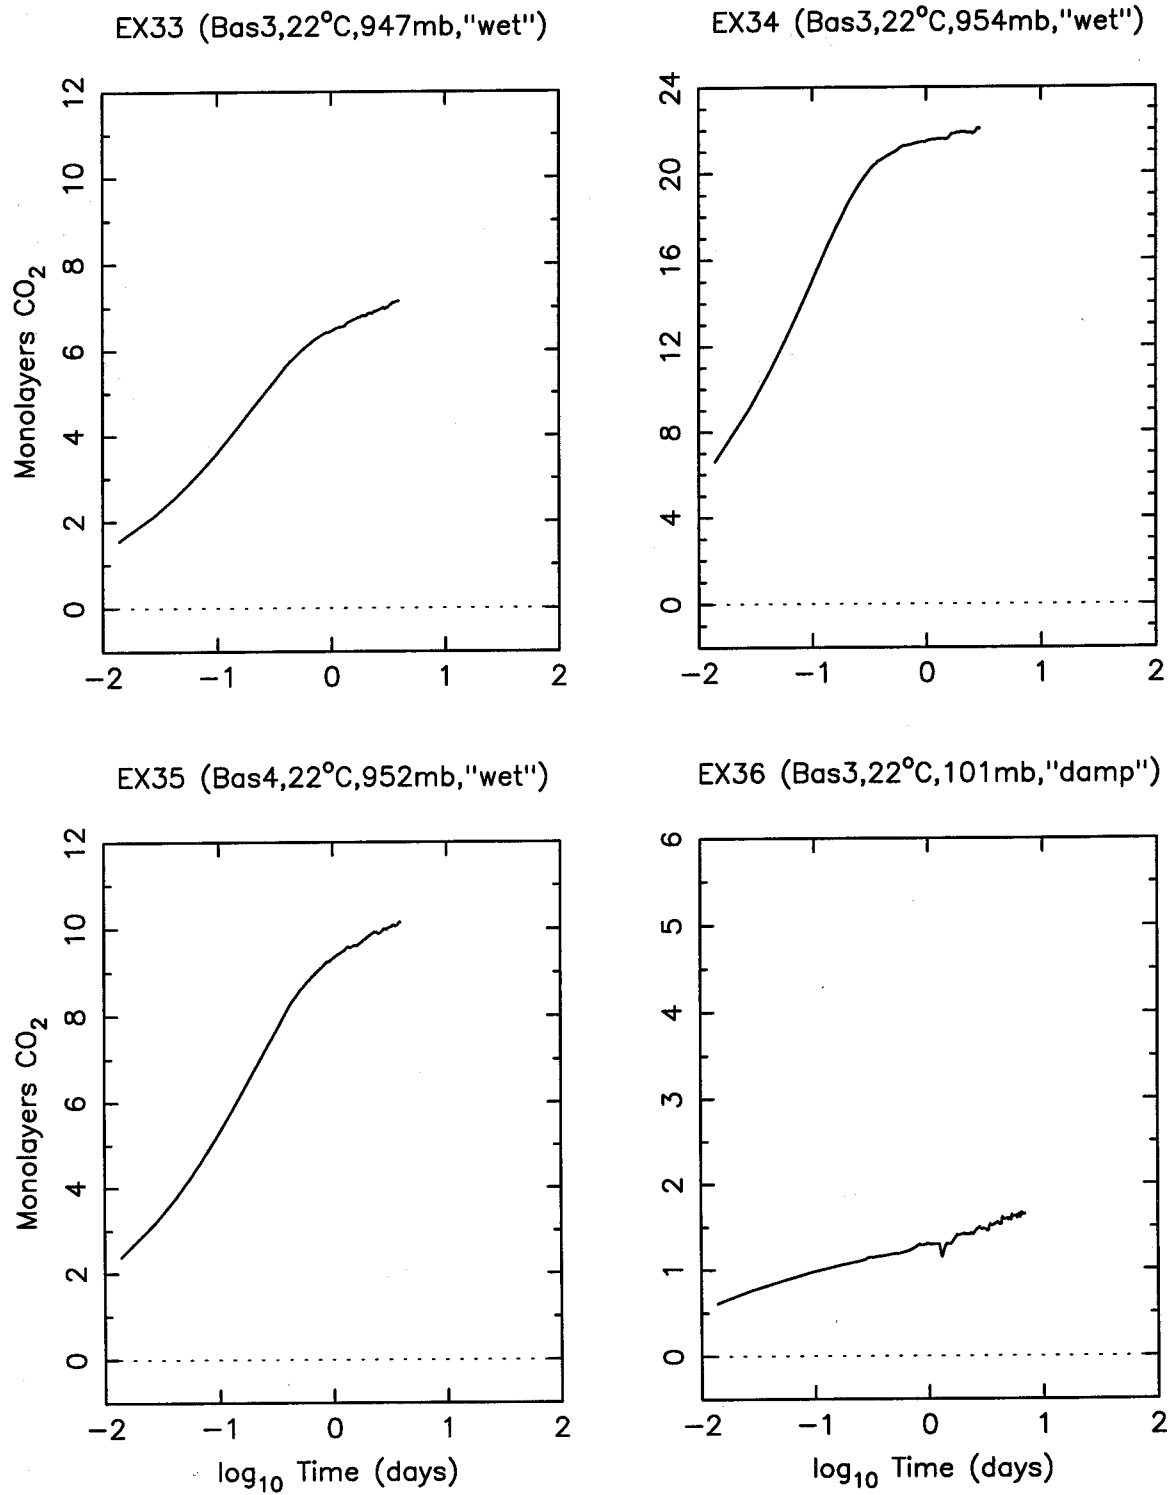 EX33 (Bas3,22°C,947mb,"wet")
12
10
8
6
4
2
0
Monolayers CO₂
−2 −1 0 1 2
EX34 (Bas3,22°C,954mb,"wet")
24
20
16
12
8
4
0
−2 −1 0 1 2
EX35 (Bas4,22°C,952mb,"wet")
12
10
8
6
4
2
0
Monolayers CO₂
−2 −1 0 1 2
log₁₀ Time (days)
EX36 (Bas3,22°C,101mb,"damp")
6
5
4
3
2
1
0
−2 −1 0 1 2
log₁₀ Time (days)